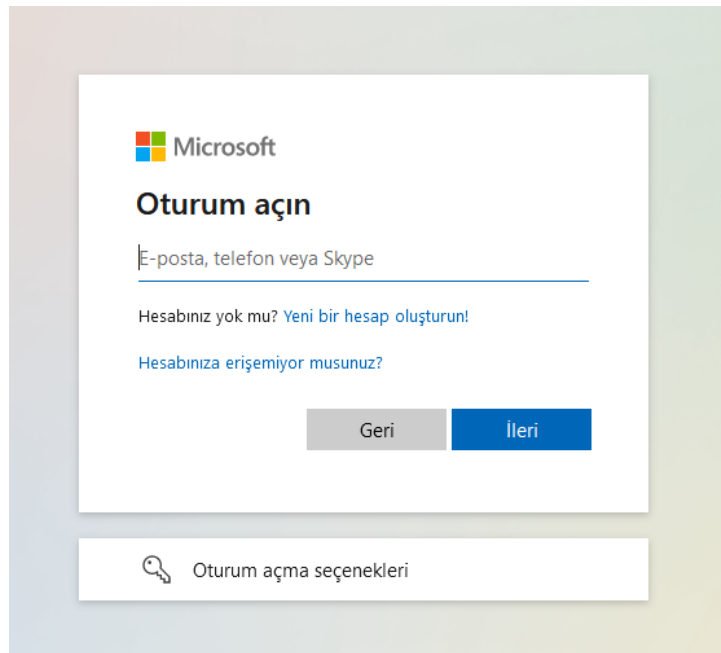 Microsoft
Oturum açın
E-posta, telefon veya Skype
Hesabınız yok mu? Yeni bir hesap oluşturun!
Hesabınıza erişemiyor musunuz?
Geri İleri
Oturum açma seçenekleri